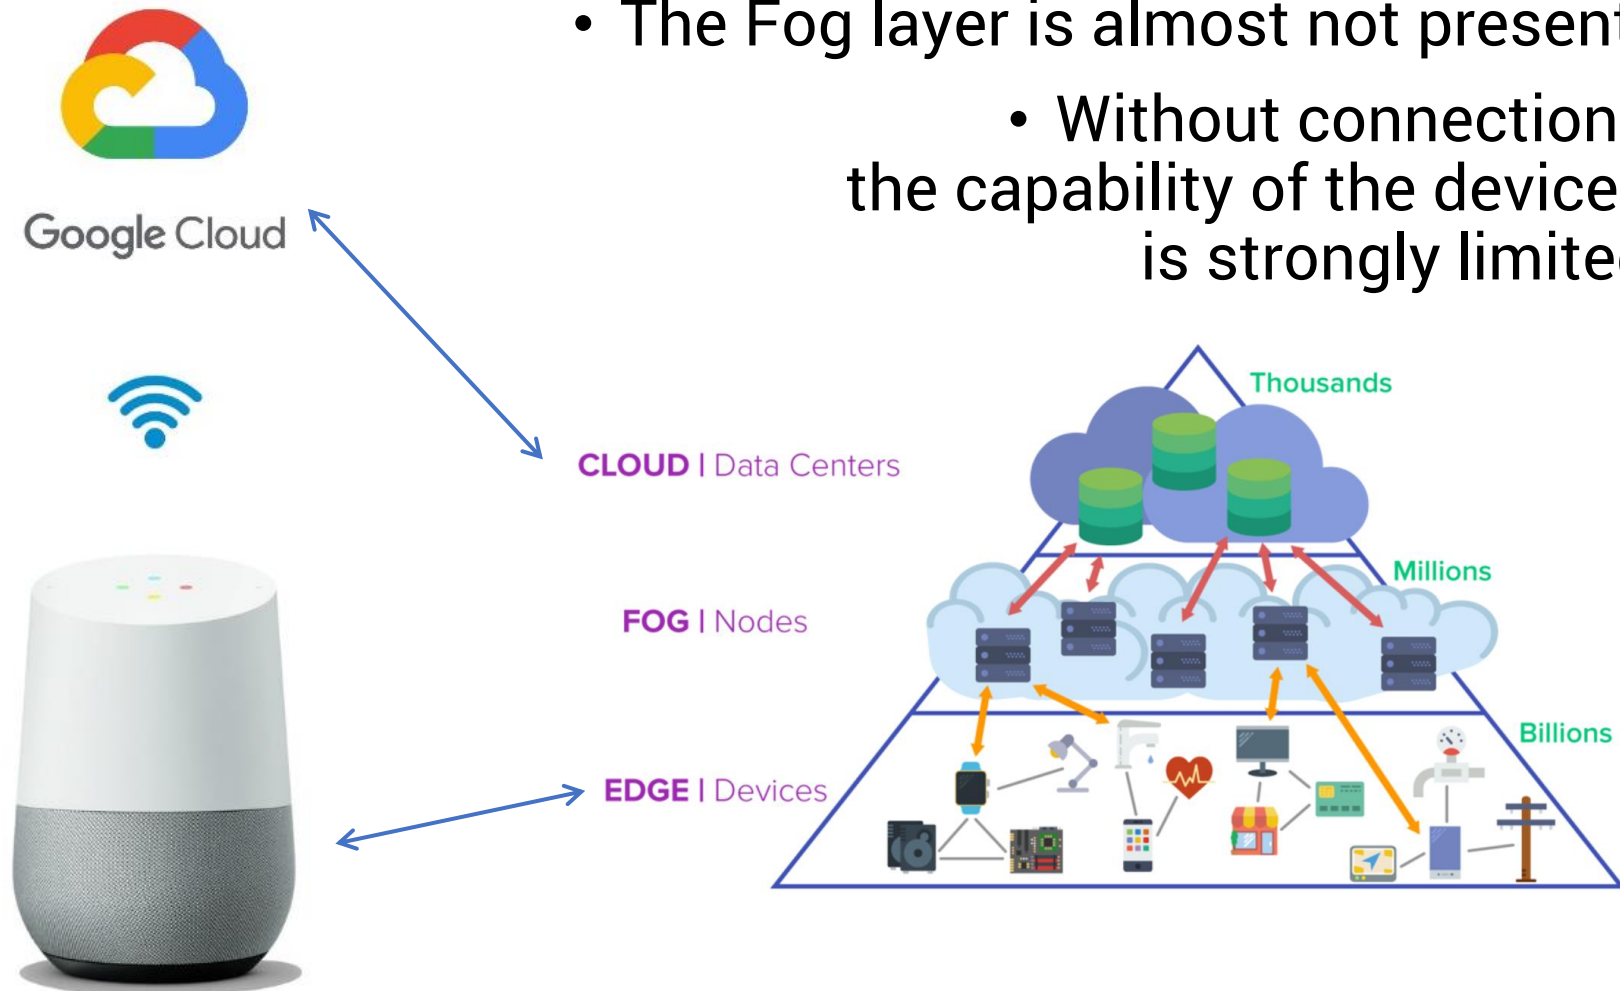 • The Fog layer is almost not present
• Without connection
the capability of the device
is strongly limite
Google Cloud
Thousands
CLOUD | Data Centers
Millions
FOG | Nodes
Billions
EDGE | Devices